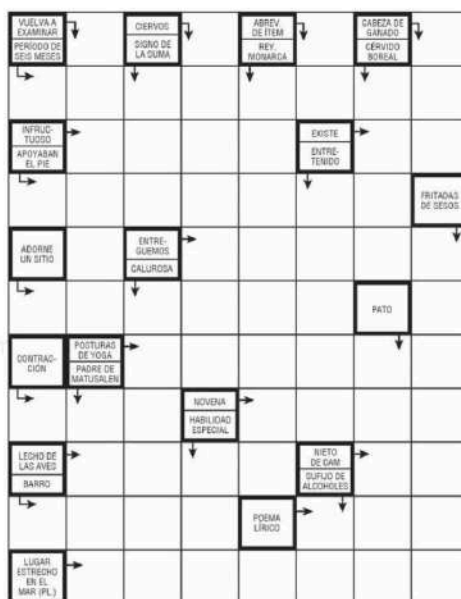 VUELVA A
EXAMINAR
PERÍODO DE
SEIS MESES
CIERVOS
SIGNO DE
LA SUMA
ABREV.
DE ÍTEM
REY,
MONARCA
CABEZA DE
GANADO
CÉRVIDO
BOREAL
INFRUC-
TUOSO
APOYABAN
EL PIE
EXISTE
ENTRE-
TENIDO
FRITADAS
DE SESOS
ADORNE
UN SITIO
ENTRE-
GUEMOS
CALUROSA
PATO
CONTRAC-
CIÓN
POSTURAS
DE YOGA
PADRE DE
MATUSALEN
NOVENA
HABILIDAD
ESPECIAL
LECHO DE
LAS AVES
BARRO
NIETO
DE CAM
SUFIJO DE
ALCOHOLES
POEMA
LÍRICO
LUGAR
ESTRECHO
EN EL
MAR (PL.)